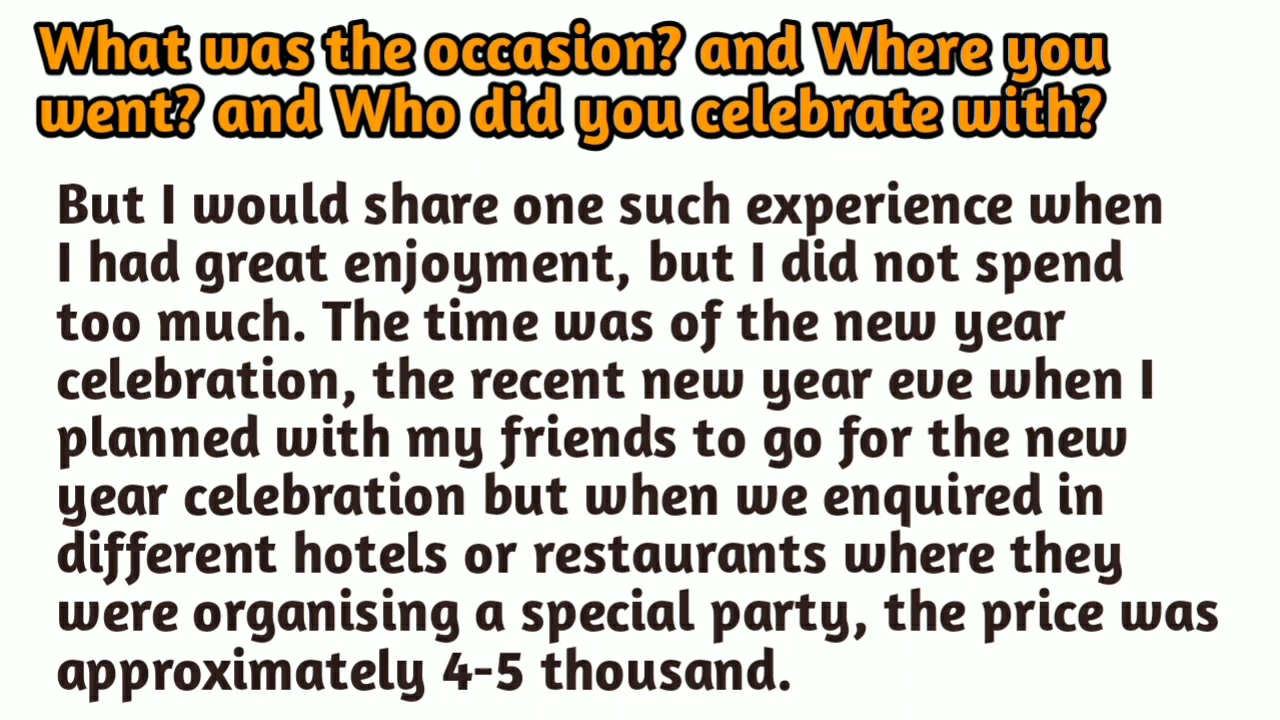 What was the occasion? and Where you
went? and Who did you celebrate with?
But I would share one such experience when
I had great enjoyment, but I did not spend
too much. The time was of the new year
celebration, the recent new year eve when I
planned with my friends to go for the new
year celebration but when we enquired in
different hotels or restaurants where they
were organising a special party, the price was
approximately 4-5 thousand.